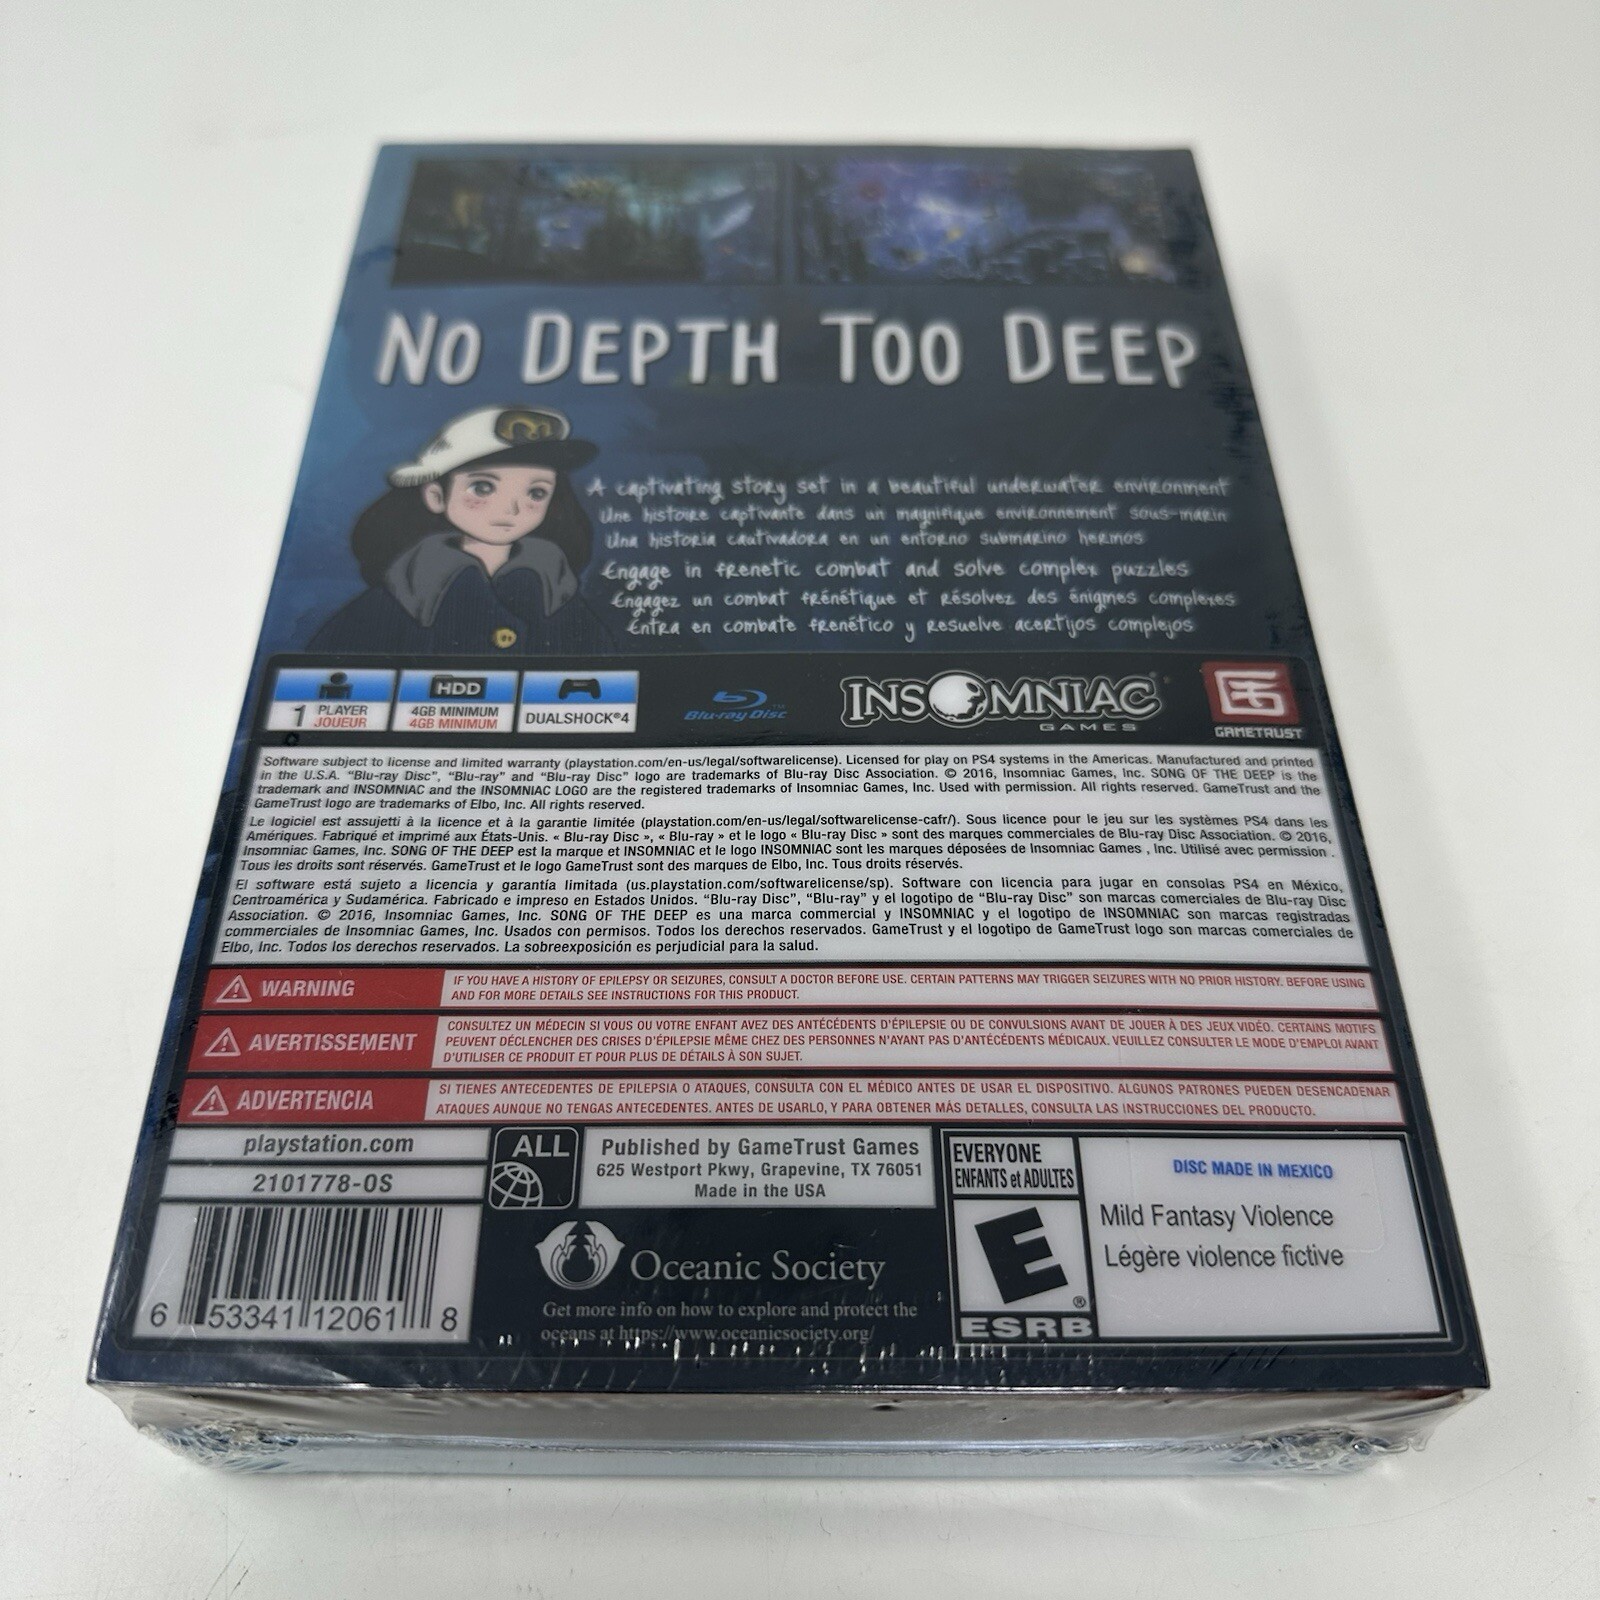 NO DEPTH TOO DEEP
A captivating story set in a beautiful underwater environment
Une histoire captivante dans un magnifique environnement sous-marin
Una historia cautivadora en un entorno submarino hermos
Engage in frenetic combat and solve complex puzzles
Engagez un combat frénétique et résolvez des énigmes complexes
Entra en combate frenético y resuelve acertijos complejos
1 PLAYER
JOUEUR
HDD
4GB MINIMUM
4GB MINIMUM
DUALSHOCK®4
Blu-ray Disc™
INSOMNIAC®
GAMES
GAMETRUST
Software subject to license and limited warranty (playstation.com/en-us/legal/softwarelicense). Licensed for play on PS4 systems in the Americas. Manufactured and printed
in the U.S.A. "Blu-ray Disc", "Blu-ray" and "Blu-ray Disc" logo are trademarks of Blu-ray Disc Association. © 2016, Insomniac Games, Inc. SONG OF THE DEEP is the
trademark and INSOMNIAC and the INSOMNIAC LOGO are the registered trademarks of Insomniac Games, Inc. Used with permission. All rights reserved. GameTrust and the
GameTrust logo are trademarks of Elbo, Inc. All rights reserved.
Le logiciel est assujetti à la licence et à la garantie limitée (playstation.com/en-us/legal/softwarelicense-cafr/). Sous licence pour le jeu sur les systèmes PS4 dans les
Amériques. Fabriqué et imprimé aux États-Unis. « Blu-ray Disc », « Blu-ray » et le logo « Blu-ray Disc » sont des marques commerciales de Blu-ray Disc Association. © 2016,
Insomniac Games, Inc. SONG OF THE DEEP est la marque et INSOMNIAC et le logo INSOMNIAC sont les marques déposées de Insomniac Games , Inc. Utilisé avec permission .
Tous les droits sont réservés. GameTrust et le logo GameTrust sont des marques de Elbo, Inc. Tous droits réservés.
El software está sujeto a licencia y garantía limitada (us.playstation.com/softwarelicense/sp). Software con licencia para jugar en consolas PS4 en México,
Centroamérica y Sudamérica. Fabricado e impreso en Estados Unidos. "Blu-ray Disc", "Blu-ray" y el logotipo de "Blu-ray Disc" son marcas comerciales de Blu-ray Disc
Association. © 2016, Insomniac Games, Inc. SONG OF THE DEEP es una marca commercial y INSOMNIAC y el logotipo de INSOMNIAC son marcas registradas
commerciales de Insomniac Games, Inc. Usados con permisos. Todos los derechos reservados. GameTrust y el logotipo de GameTrust logo son marcas comerciales de
Elbo, Inc. Todos los derechos reservados. La sobreexposición es perjudicial para la salud.
WARNING
IF YOU HAVE A HISTORY OF EPILEPSY OR SEIZURES, CONSULT A DOCTOR BEFORE USE. CERTAIN PATTERNS MAY TRIGGER SEIZURES WITH NO PRIOR HISTORY. BEFORE USING
AND FOR MORE DETAILS SEE INSTRUCTIONS FOR THIS PRODUCT.
AVERTISSEMENT
CONSULTEZ UN MÉDECIN SI VOUS OU VOTRE ENFANT AVEZ DES ANTÉCÉDENTS D'ÉPILEPSIE OU DE CONVULSIONS AVANT DE JOUER À DES JEUX VIDÉO. CERTAINS MOTIFS
PEUVENT DÉCLENCHER DES CRISES D'ÉPILEPSIE MÊME CHEZ DES PERSONNES N'AYANT PAS D'ANTÉCÉDENTS MÉDICAUX. VEUILLEZ CONSULTER LE MODE D'EMPLOI AVANT
D'UTILISER CE PRODUIT ET POUR PLUS DE DÉTAILS À SON SUJET.
ADVERTENCIA
SI TIENES ANTECEDENTES DE EPILEPSIA O ATAQUES, CONSULTA CON EL MÉDICO ANTES DE USAR EL DISPOSITIVO. ALGUNOS PATRONES PUEDEN DESENCADENAR
ATAQUES AUNQUE NO TENGAS ANTECEDENTES. ANTES DE USARLO, Y PARA OBTENER MÁS DETALLES, CONSULTA LAS INSTRUCCIONES DEL PRODUCTO.
playstation.com
2101778-OS
6 53341 12061 8
ALL
Published by GameTrust Games
625 Westport Pkwy, Grapevine, TX 76051
Made in the USA
Oceanic Society
Get more info on how to explore and protect the
oceans at https://www.oceanicsociety.org/
EVERYONE
ENFANTS et ADULTES
E
®
ESRB
DISC MADE IN MEXICO
Mild Fantasy Violence
Légère violence fictive